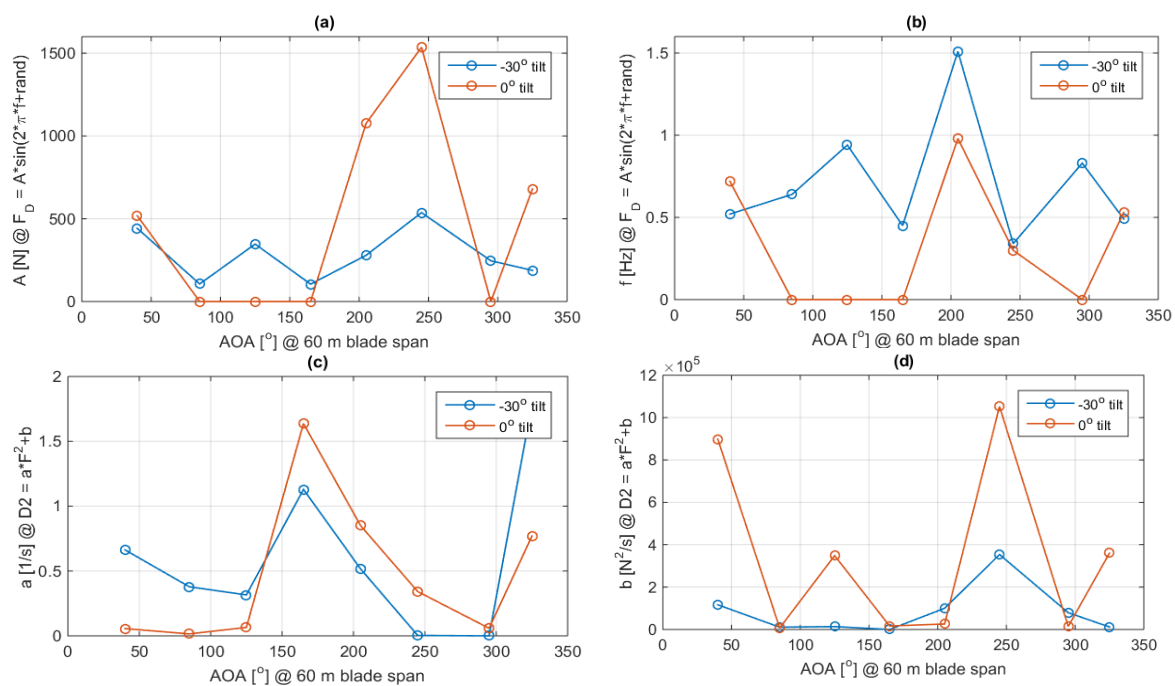 (a)
A [N] @ F_D = A*sin(2*π*f+rand)
1500
1000
500
0
-30° tilt
0° tilt
0 50 100 150 200 250 300 350
AOA [°] @ 60 m blade span
(b)
f [Hz] @ F_D = A*sin(2*π*f+rand)
1.5
1
0.5
0
-30° tilt
0° tilt
0 50 100 150 200 250 300 350
AOA [°] @ 60 m blade span
(c)
a [1/s] @ D2 = a*F²+b
2
1.5
1
0.5
0
-30° tilt
0° tilt
0 50 100 150 200 250 300 350
AOA [°] @ 60 m blade span
(d)
b [N²/s] @ D2 = a*F²+b
×10⁵
12
10
8
6
4
2
0
-30° tilt
0° tilt
0 50 100 150 200 250 300 350
AOA [°] @ 60 m blade span